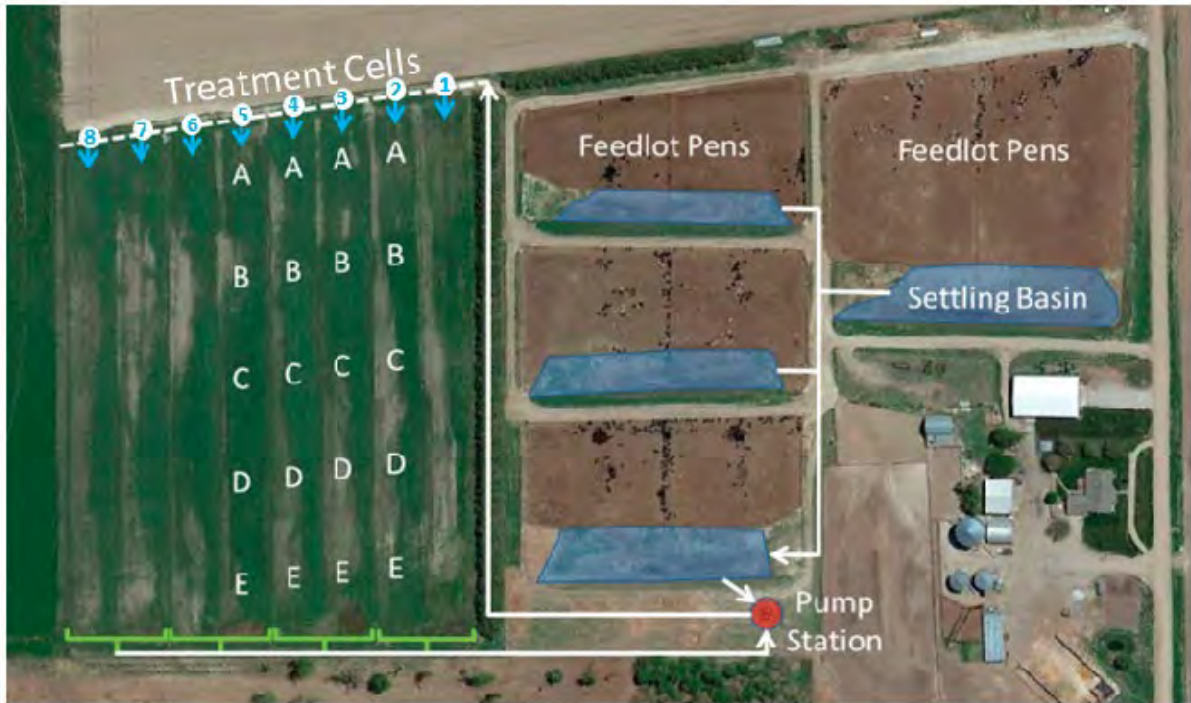 Treatment Cells
8 7 6 5 4 3 2 1
A A A A
B B B B
C C C C
D D D D
E E E E
Feedlot Pens
Feedlot Pens
Settling Basin
Pump
Station